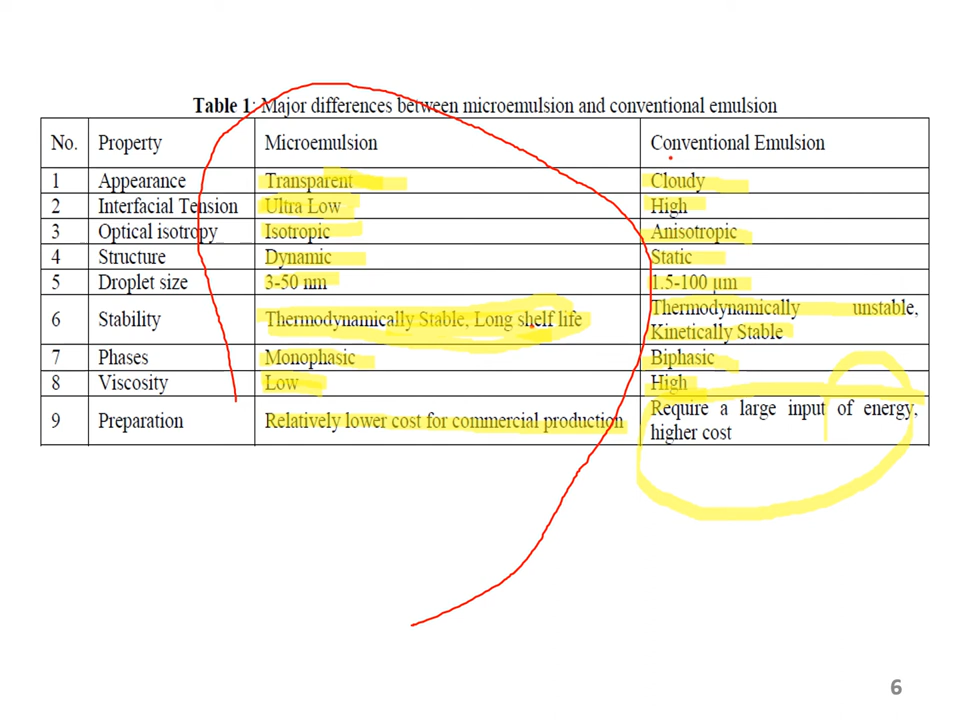 Table 1: Major differences between microemulsion and conventional emulsion
No. Property Microemulsion Conventional Emulsion
1 Appearance Transparent Cloudy
2 Interfacial Tension Ultra Low High
3 Optical isotropy Isotropic Anisotropic
4 Structure Dynamic Static
5 Droplet size 3-50 nm 1.5-100 μm
6 Stability Thermodynamically Stable, Long shelf life Thermodynamically unstable,
Kinetically Stable
7 Phases Monophasic Biphasic
8 Viscosity Low High
9 Preparation Relatively lower cost for commercial production Require a large input of energy,
higher cost
6